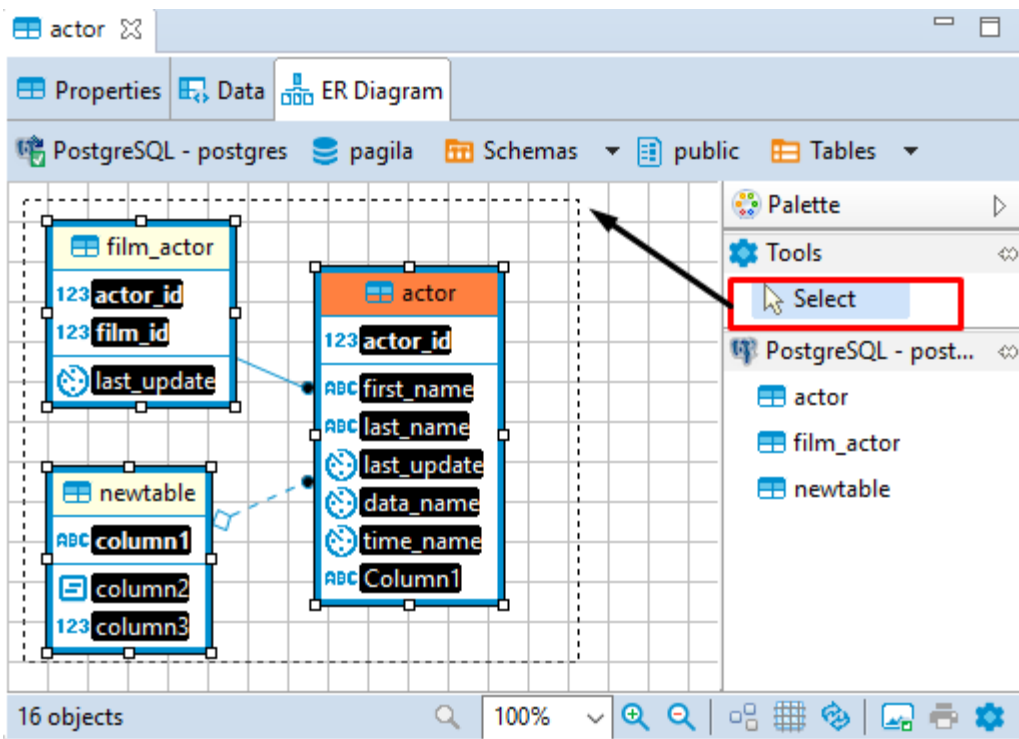 actor
Properties Data ER Diagram
PostgreSQL - postgres pagila Schemas public Tables
film_actor
123 actor_id
123 film_id
last_update
newtable
ABC column1
column2
123 column3
actor
123 actor_id
ABC first_name
ABC last_name
last_update
data_name
time_name
ABC Column1
Palette
Tools
Select
PostgreSQL - post...
actor
film_actor
newtable
16 objects 100%